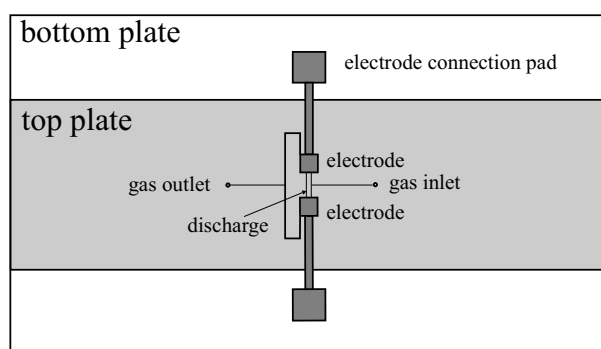 bottom plate
electrode connection pad
top plate
electrode
gas outlet
gas inlet
electrode
discharge